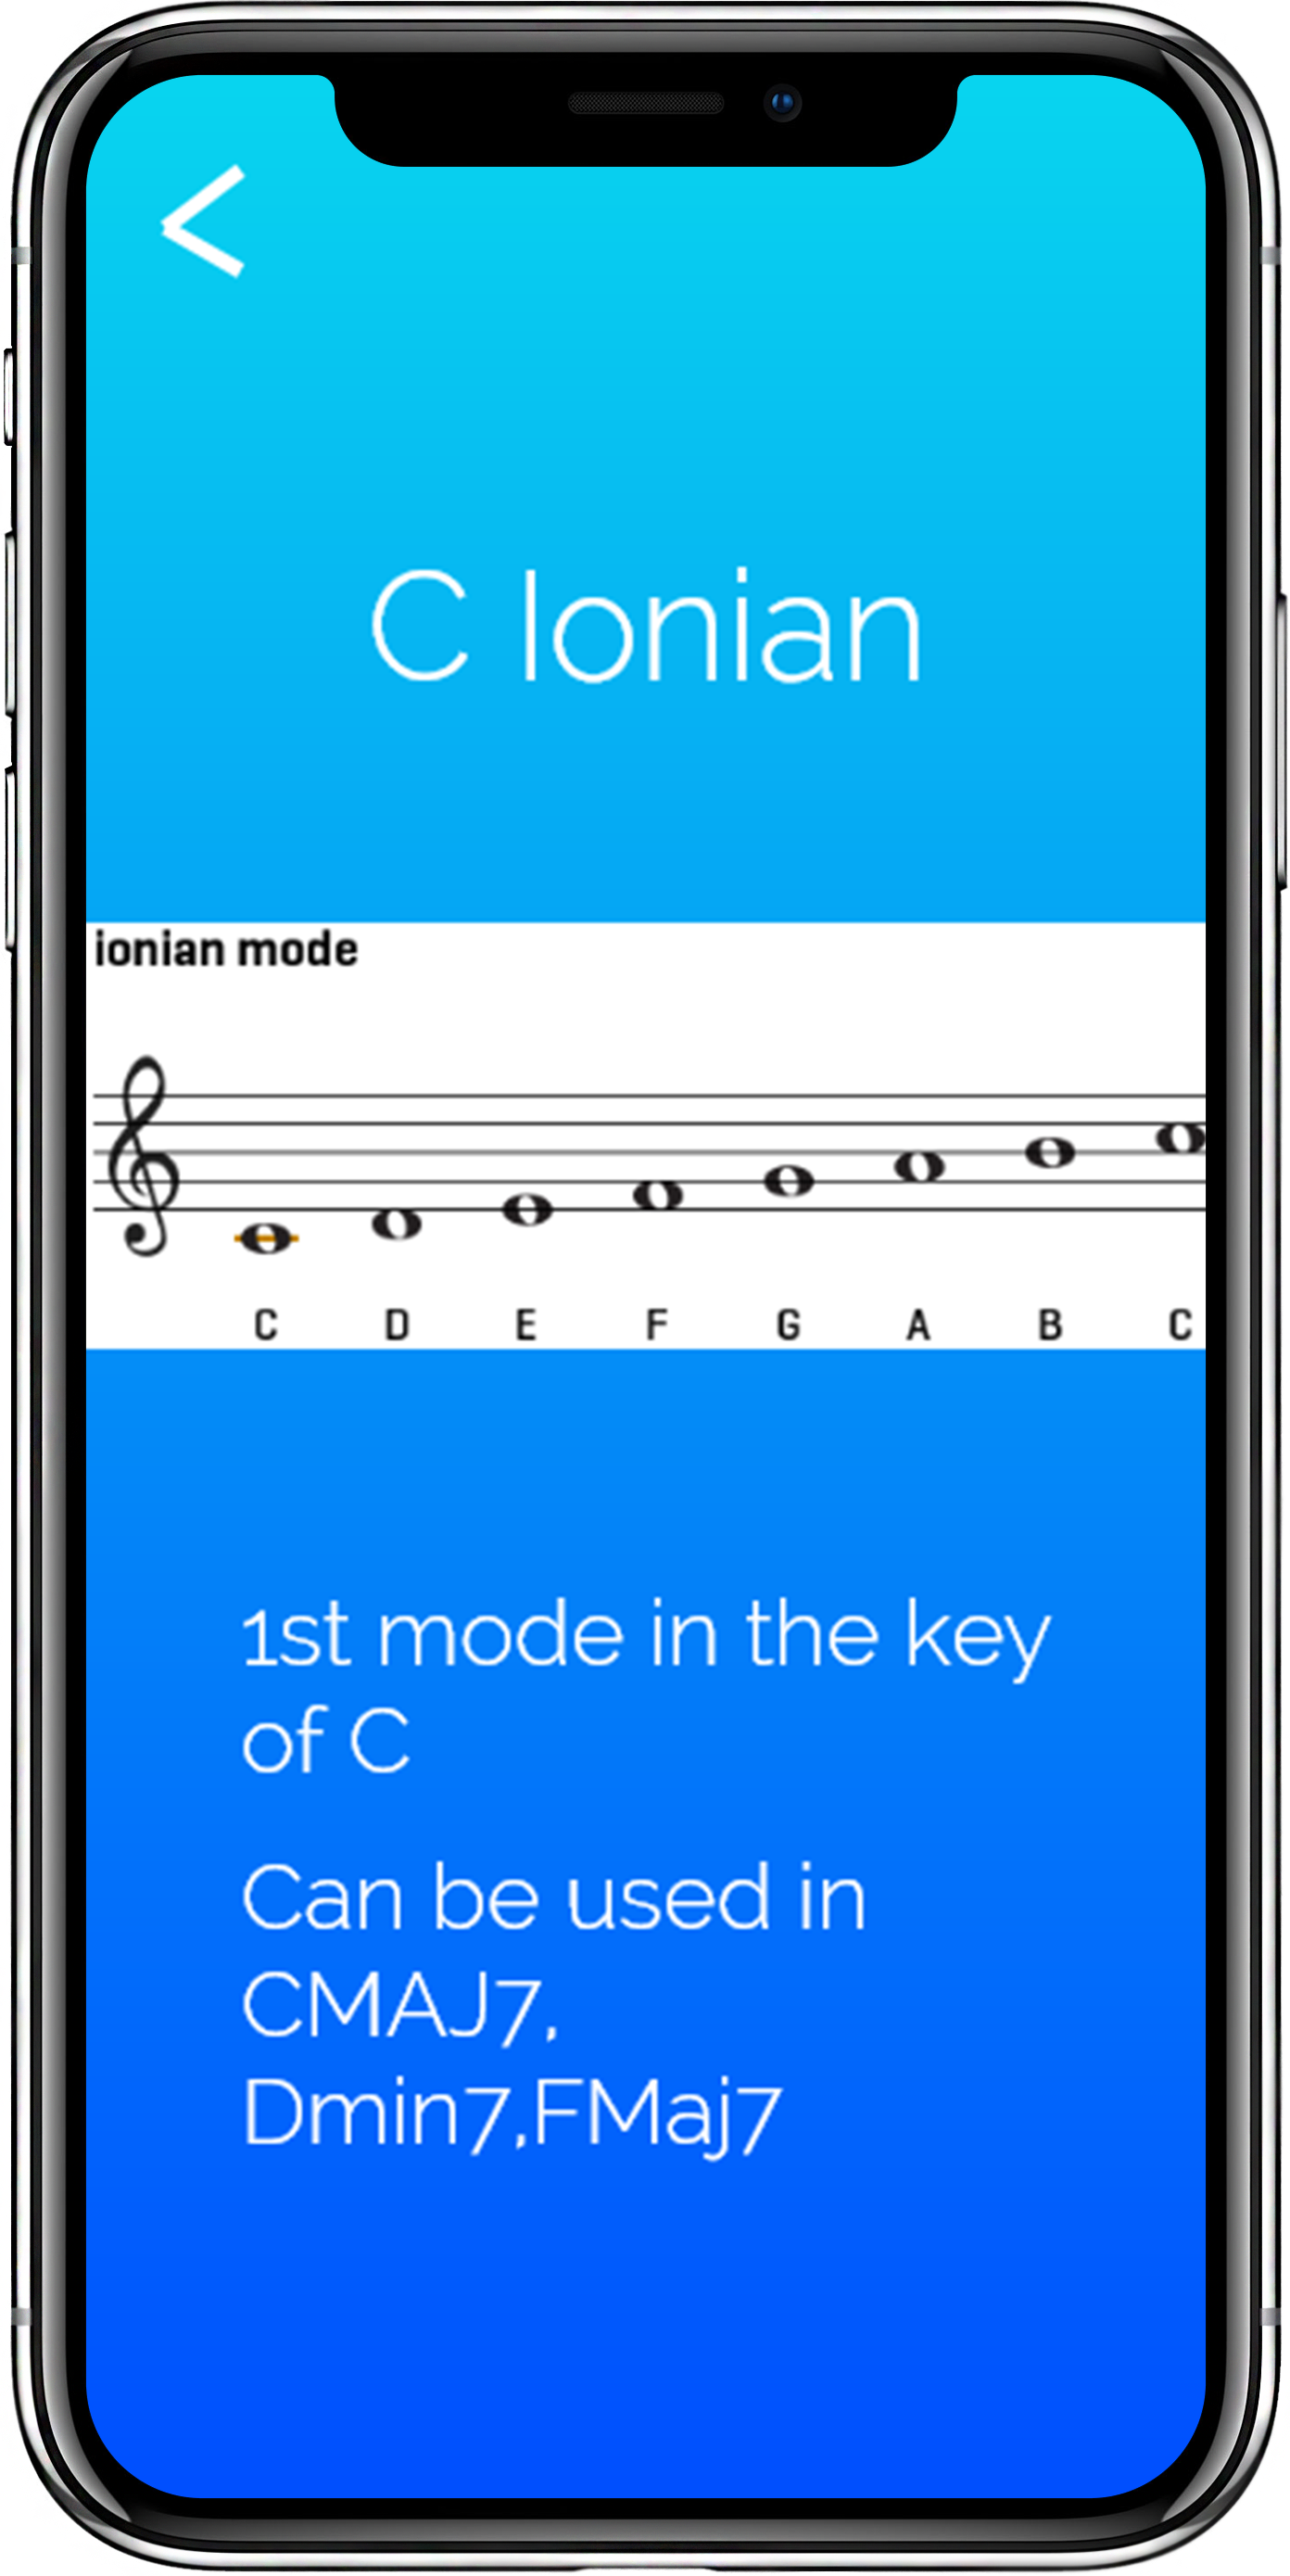 C Ionian
ionian mode
C D E F G A B C
1st mode in the key
of C
Can be used in
CMAJ7,
Dmin7,FMaj7